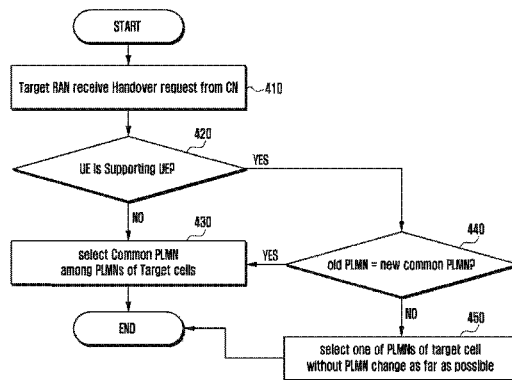 START
Target RAN receive Handover request from CN
410
420
UE is Supporting UE?
YES
NO
430
440
select Common PLMN
among PLMNs of Target cells
YES
old PLMN = new common PLMN?
NO
450
END
select one of PLMNs of target cell
without PLMN change as far as possible